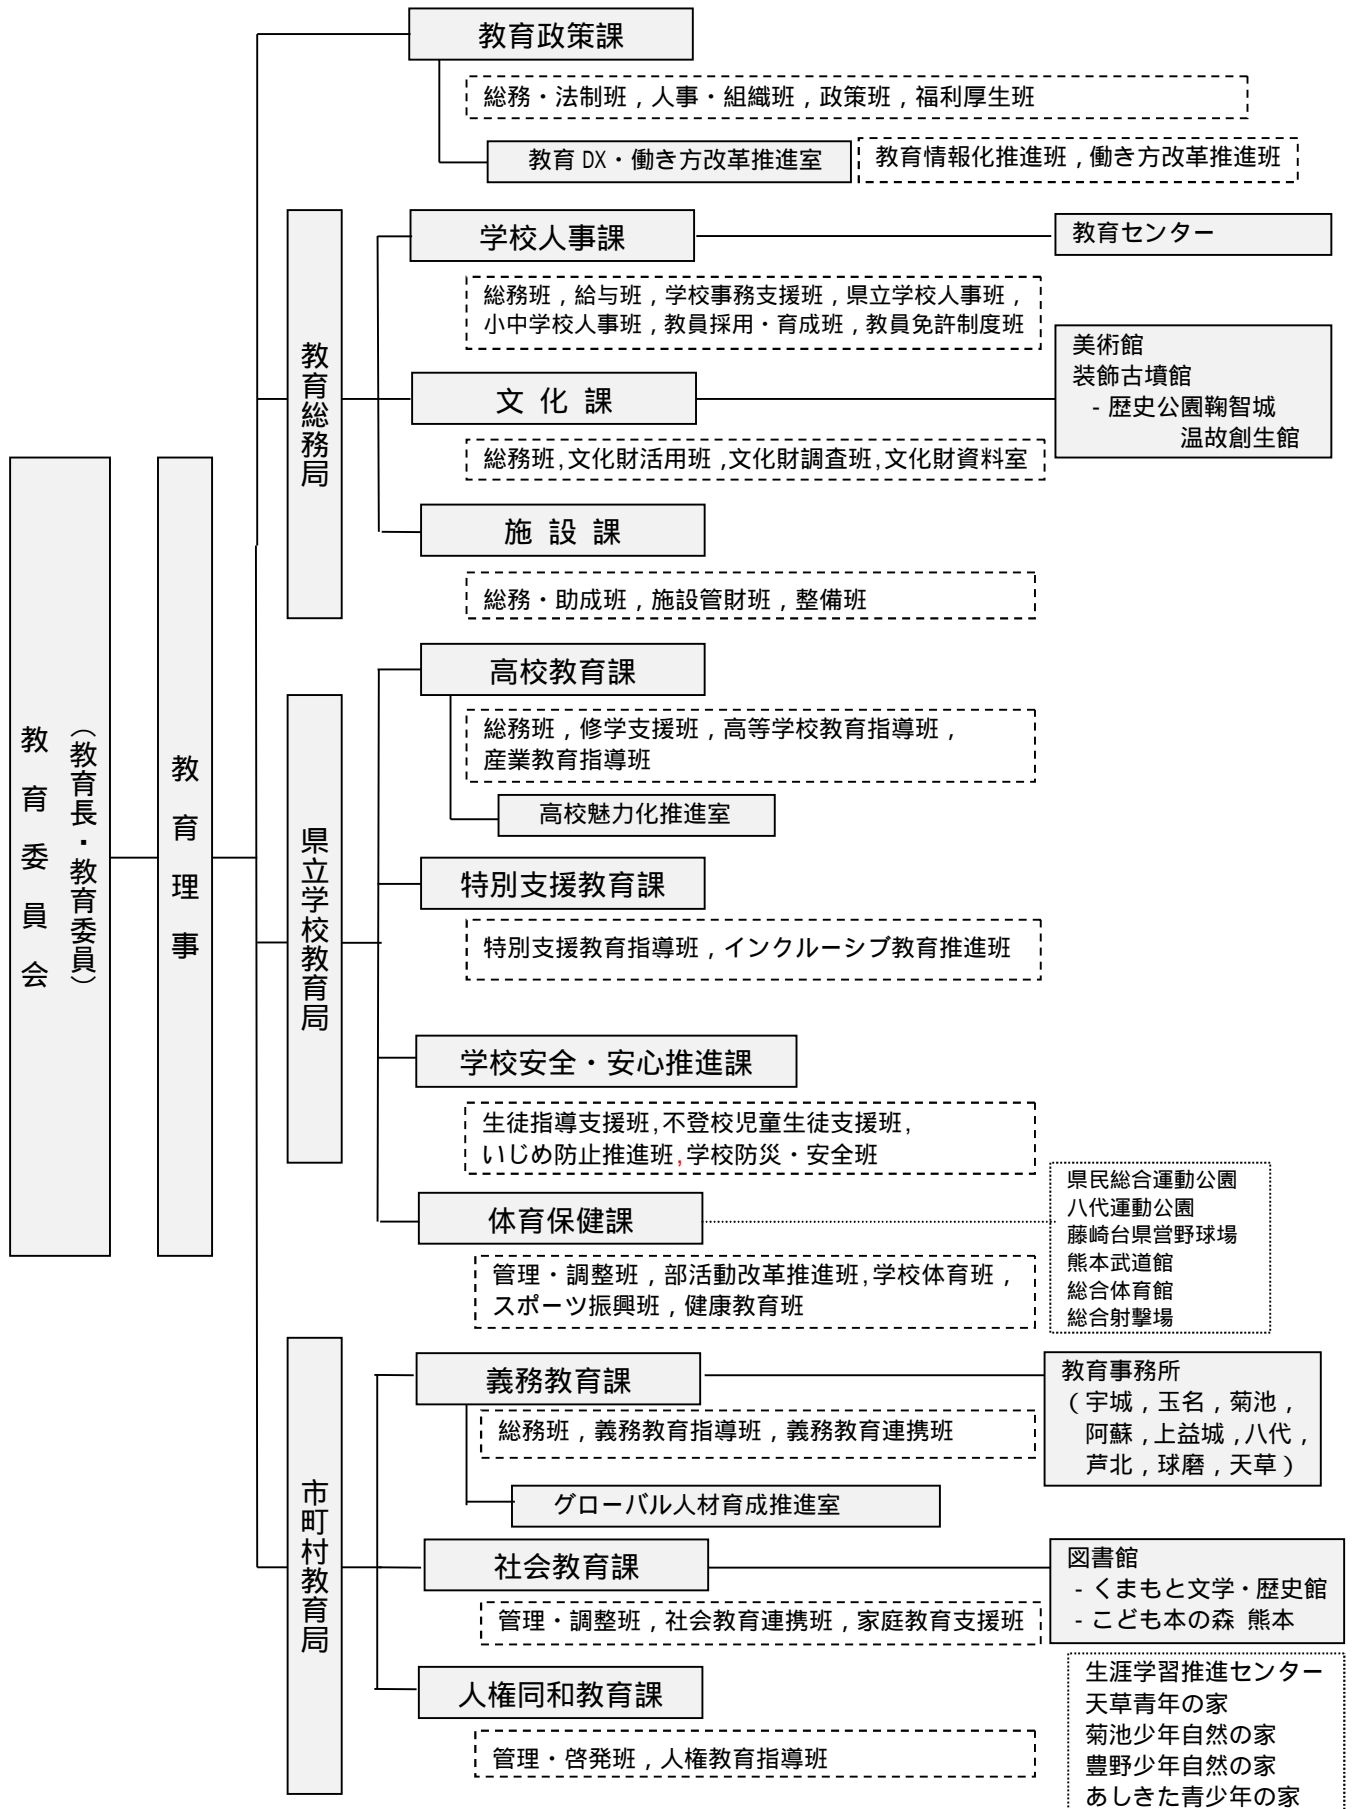 教育政策課
総務・法制班，人事・組織班，政策班，福利厚生班
教育DX・働き方改革推進室
教育情報化推進班，働き方改革推進班
教育総務局
学校人事課
教育センター
総務班，給与班，学校事務支援班，県立学校人事班，
小中学校人事班，教員採用・育成班，教員免許制度班
文化課
美術館
装飾古墳館
- 歴史公園鞠智城
温故創生館
総務班,文化財活用班,文化財調査班,文化財資料室
施設課
総務・助成班，施設管財班，整備班
教育委員会
（教育長・教育委員）
教育理事
県立学校教育局
高校教育課
総務班，修学支援班，高等学校教育指導班，
産業教育指導班
高校魅力化推進室
特別支援教育課
特別支援教育指導班，インクルーシブ教育推進班
学校安全・安心推進課
生徒指導支援班,不登校児童生徒支援班,
いじめ防止推進班,学校防災・安全班
体育保健課
管理・調整班，部活動改革推進班,学校体育班，
スポーツ振興班，健康教育班
県民総合運動公園
八代運動公園
藤崎台県営野球場
熊本武道館
総合体育館
総合射撃場
市町村教育局
義務教育課
総務班，義務教育指導班，義務教育連携班
グローバル人材育成推進室
教育事務所
（宇城，玉名，菊池，
阿蘇，上益城，八代，
芦北，球磨，天草）
社会教育課
管理・調整班，社会教育連携班，家庭教育支援班
図書館
- くまもと文学・歴史館
- こども本の森 熊本
人権同和教育課
管理・啓発班，人権教育指導班
生涯学習推進センター
天草青年の家
菊池少年自然の家
豊野少年自然の家
あしきた青少年の家